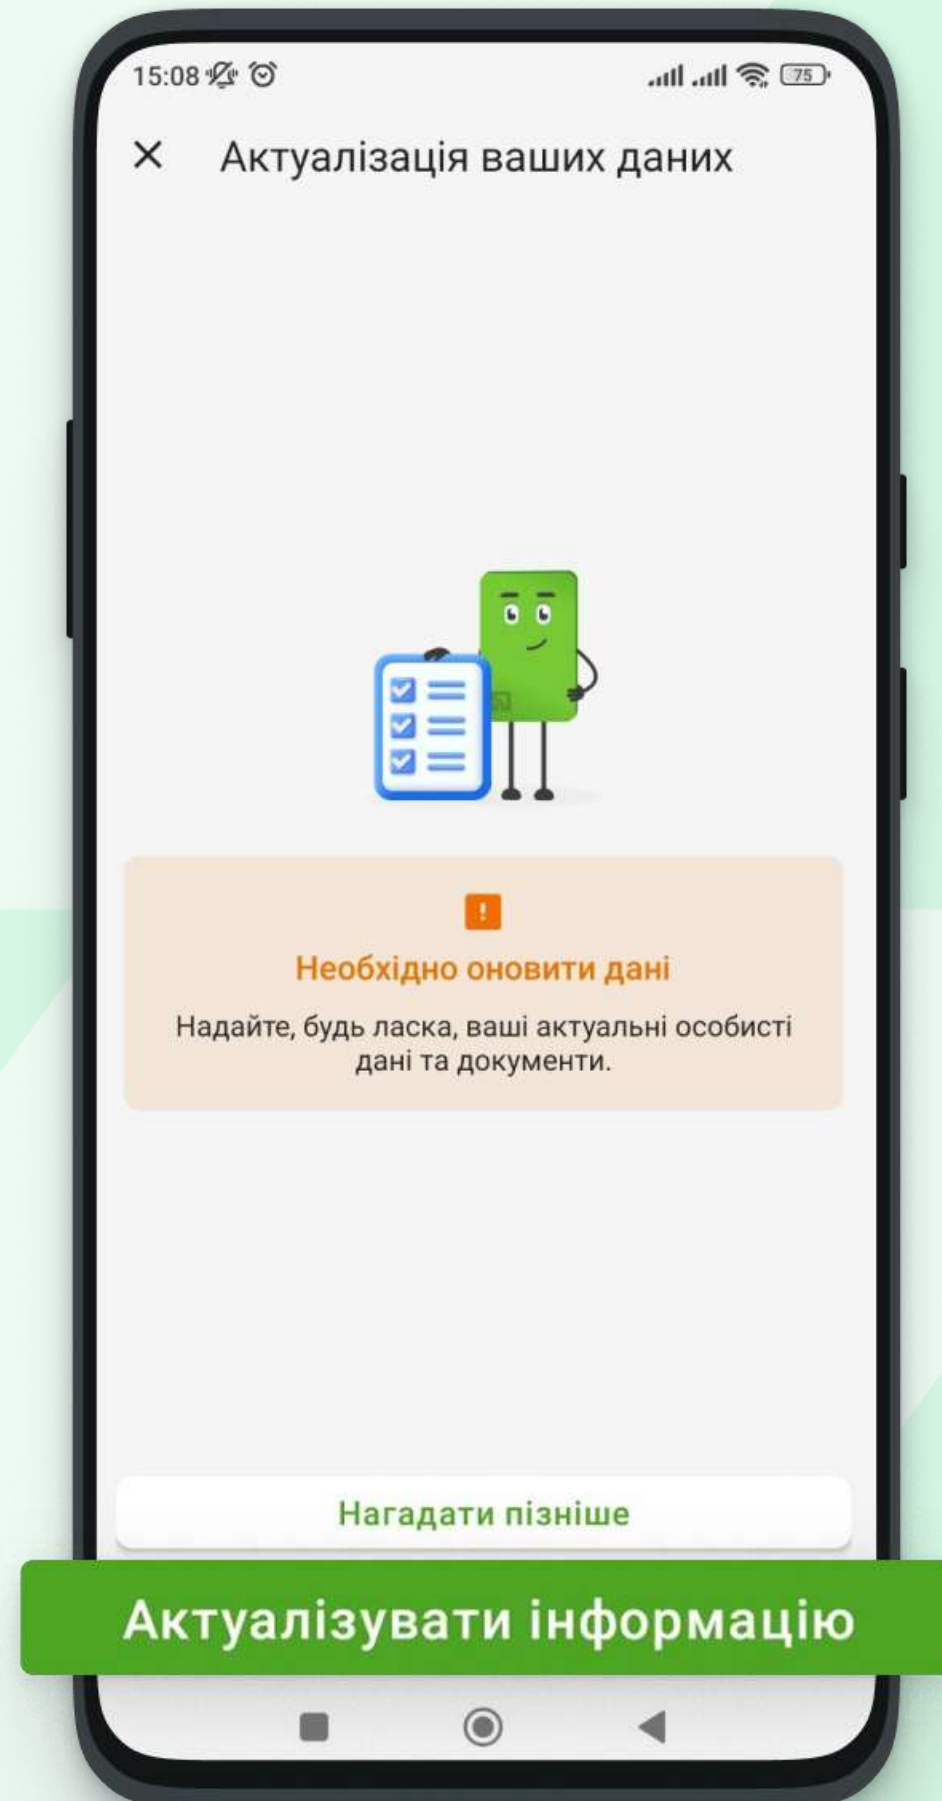 15:08
75
Актуалізація ваших даних
!
Необхідно оновити дані
Надайте, будь ласка, ваші актуальні особисті
дані та документи.
Нагадати пізніше
Актуалізувати інформацію